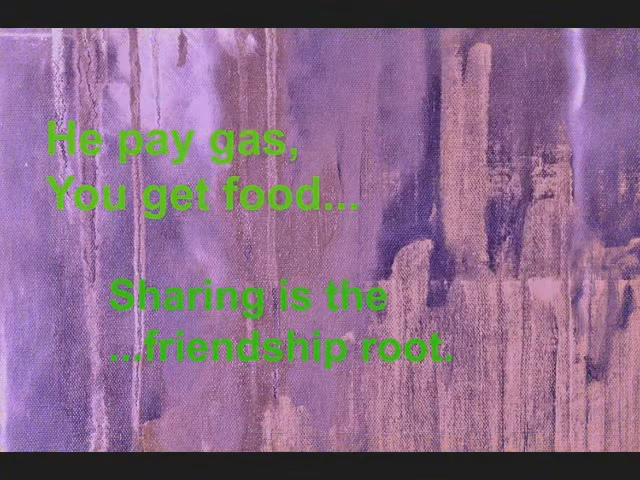 He pay gas,
You get food...
Sharing is the
...friendship root.